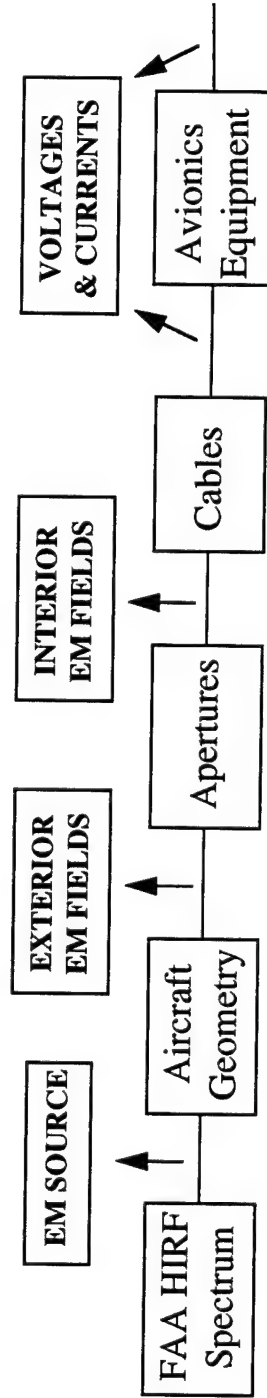 EM SOURCE
EXTERIOR
EM FIELDS
INTERIOR
EM FIELDS
VOLTAGES
& CURRENTS
FAA HIRF
Spectrum
Aircraft
Geometry
Apertures
Cables
Avionics
Equipment